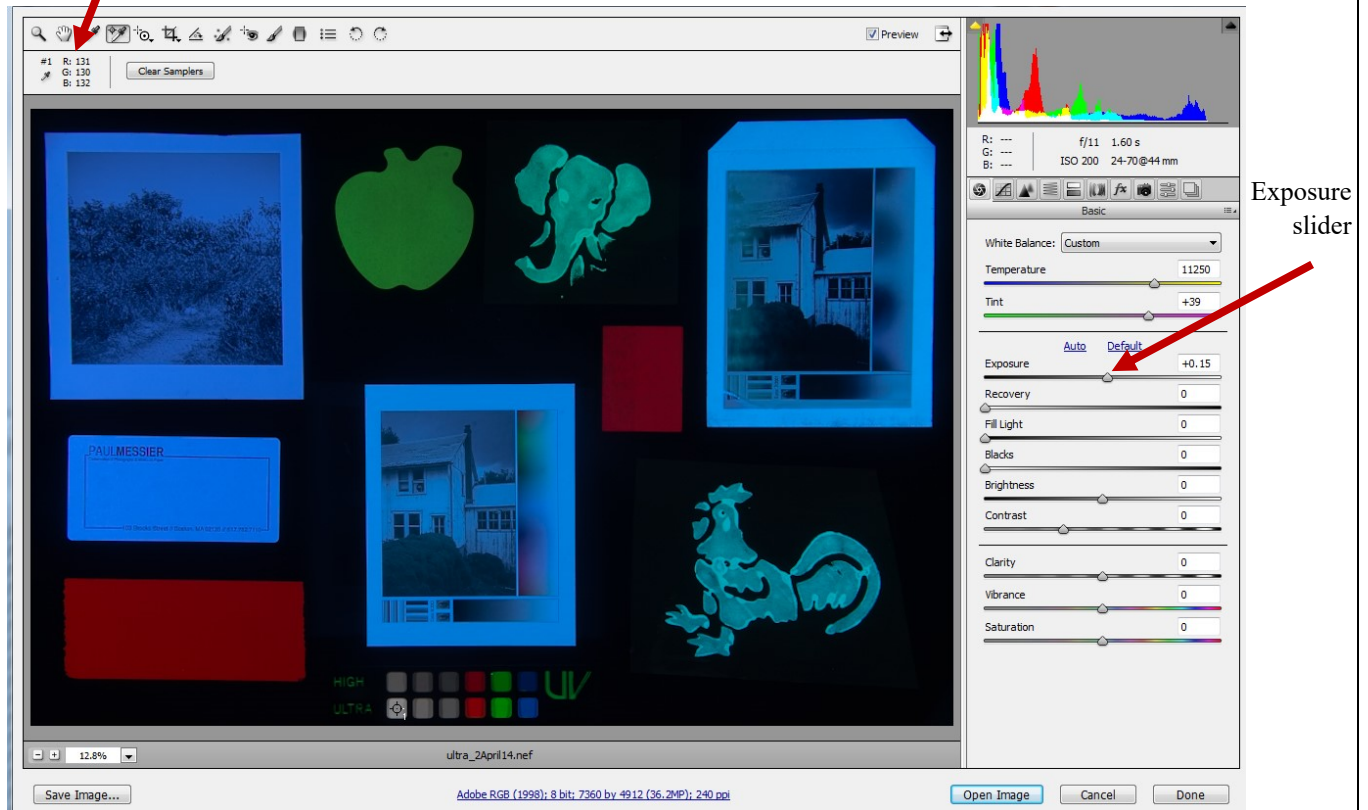 Preview
#1 R: 131
G: 130
B: 132
Clear Samplers
PAULMESSIER
HIGH
UV
ULTRA
1
12.8%
ultra_2April14.nef
R: ---
G: ---
B: ---
f/11 1.60 s
ISO 200 24-70@44 mm
fx
Basic
White Balance: Custom
Temperature 11250
Tint +39
Auto Default
Exposure +0.15
Recovery 0
Fill Light 0
Blacks 0
Brightness 0
Contrast 0
Clarity 0
Vibrance 0
Saturation 0
Exposure
slider
Save Image...
Adobe RGB (1998); 8 bit; 7360 by 4912 (36.2MP); 240 ppi
Open Image Cancel Done